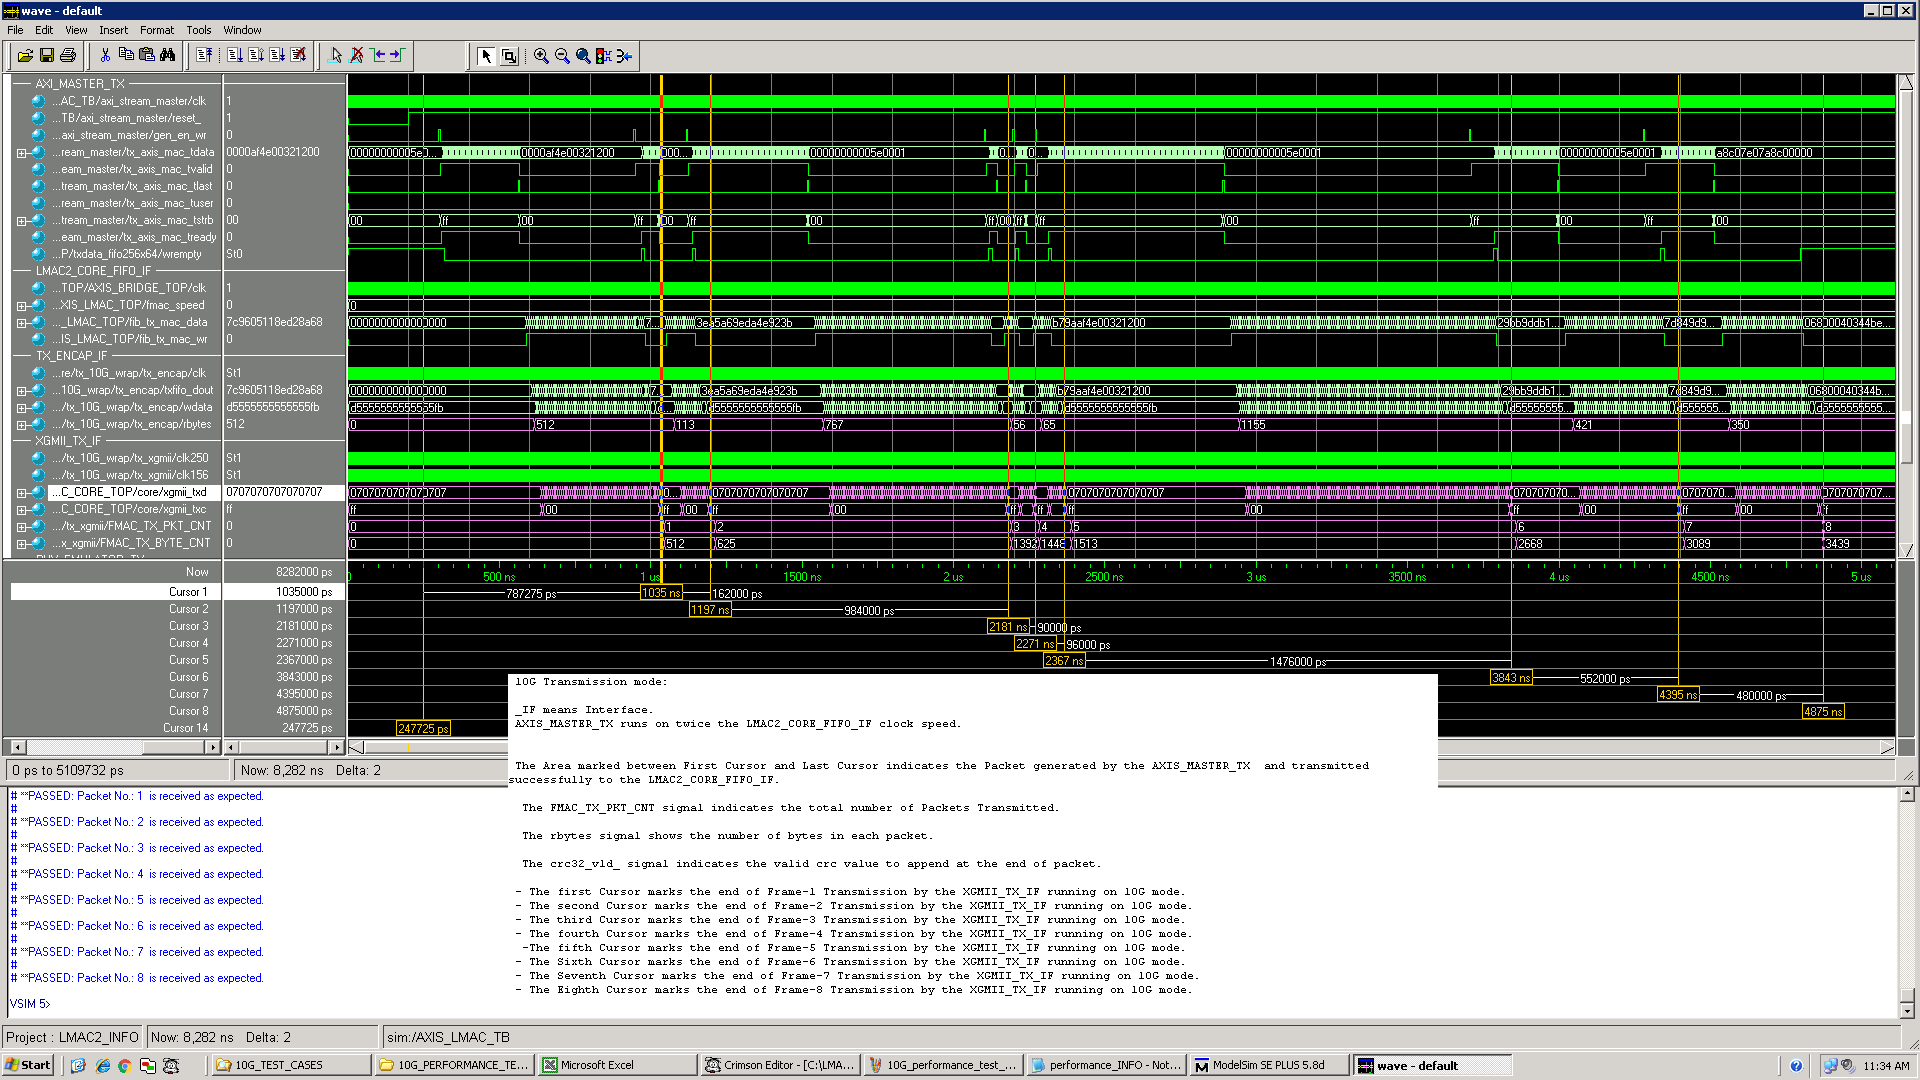 wave - default
File Edit View Insert Format Tools Window
AXI_MASTER_TX
...AC_TB/axi_stream_master/clk 1
...TB/axi_stream_master/reset_ 1
...axi_stream_master/gen_en_wr 0
...ream_master/tx_axis_mac_tdata 0000af4e00321200 00000000005e0... 0000af4e00321200 000... 00000000005e0001 0... 0... 00000000005e0001 00000000005e0001 a8c07e07a8c00000
...eam_master/tx_axis_mac_tvalid 0
...tream_master/tx_axis_mac_tlast 0
...ream_master/tx_axis_mac_tuser 0
...tream_master/tx_axis_mac_tstrb 00 00 ff 00 ff 00 ff 00 ff 00 ff ff 00 ff 00 ff 00
...eam_master/tx_axis_mac_tready 0
...P/txdata_fifo256x64/wrempty St0
LMAC2_CORE_FIFO_IF
...TOP/AXIS_BRIDGE_TOP/clk 1
...XIS_LMAC_TOP/fmac_speed 0 0
..._LMAC_TOP/fib_tx_mac_data 7c9605118ed28a68 0000000000000000 7... 3ea5a69eda4e923b b79aaf4e00321200 29bb9ddb1... 7d849d9... 06800040344be...
...IS_LMAC_TOP/fib_tx_mac_wr 0
TX_ENCAP_IF
...re/tx_10G_wrap/tx_encap/clk St1
...10G_wrap/tx_encap/txfifo_dout 7c9605118ed28a68 0000000000000000 7... 3ea5a69eda4e923b b79aaf4e00321200 29bb9ddb1... 7d849d9... 06800040344b...
.../tx_10G_wrap/tx_encap/wdata d5555555555555fb d5555555555555fb d5555555555555fb d5555555555555fb d5555555... d555555... d5555555555...
.../tx_10G_wrap/tx_encap/rbytes 512 0 512 113 767 56 65 1155 421 350
XGMII_TX_IF
.../tx_10G_wrap/tx_xgmii/clk250 St1
.../tx_10G_wrap/tx_xgmii/clk156 St1
...C_CORE_TOP/core/xgmii_txd 0707070707070707 0707070707070707 0... 0707070707070707 0707070707070707 070707070... 0707070... 0707070707...
...C_CORE_TOP/core/xgmii_txc ff ff 00 ff 00 ff 00 ff ff ff 00 ff 00 ff 00 f
.../tx_xgmii/FMAC_TX_PKT_CNT 0 0 1 2 3 4 5 6 7 8
...x_xgmii/FMAC_TX_BYTE_CNT 0 0 512 625 1392 1448 1513 2668 3089 3439
Now 8282000 ps 500 ns 1 us 1500 ns 2 us 2500 ns 3 us 3500 ns 4 us 4500 ns 5 us
Cursor 1 1035000 ps 787275 ps 1035 ns 162000 ps
Cursor 2 1197000 ps 1197 ns 984000 ps
Cursor 3 2181000 ps 2181 ns 90000 ps
Cursor 4 2271000 ps 2271 ns 96000 ps
Cursor 5 2367000 ps 2367 ns 1476000 ps
Cursor 6 3843000 ps 3843 ns 552000 ps
Cursor 7 4395000 ps 4395 ns 480000 ps
Cursor 8 4875000 ps 4875 ns
Cursor 14 247725 ps 247725 ps
10G Transmission mode:
_IF means Interface.
AXIS_MASTER_TX runs on twice the LMAC2_CORE_FIFO_IF clock speed.
The Area marked between First Cursor and Last Cursor indicates the Packet generated by the AXIS_MASTER_TX and transmitted
successfully to the LMAC2_CORE_FIFO_IF.
The FMAC_TX_PKT_CNT signal indicates the total number of Packets Transmitted.
The rbytes signal shows the number of bytes in each packet.
The crc32_vld_ signal indicates the valid crc value to append at the end of packet.
- The first Cursor marks the end of Frame-1 Transmission by the XGMII_TX_IF running on 10G mode.
- The second Cursor marks the end of Frame-2 Transmission by the XGMII_TX_IF running on 10G mode.
- The third Cursor marks the end of Frame-3 Transmission by the XGMII_TX_IF running on 10G mode.
- The fourth Cursor marks the end of Frame-4 Transmission by the XGMII_TX_IF running on 10G mode.
-The fifth Cursor marks the end of Frame-5 Transmission by the XGMII_TX_IF running on 10G mode.
- The Sixth Cursor marks the end of Frame-6 Transmission by the XGMII_TX_IF running on 10G mode.
- The Seventh Cursor marks the end of Frame-7 Transmission by the XGMII_TX_IF running on 10G mode.
- The Eighth Cursor marks the end of Frame-8 Transmission by the XGMII_TX_IF running on 10G mode.
0 ps to 5109732 ps Now: 8,282 ns Delta: 2
# **PASSED: Packet No.: 1 is received as expected.
#
# **PASSED: Packet No.: 2 is received as expected.
#
# **PASSED: Packet No.: 3 is received as expected.
#
# **PASSED: Packet No.: 4 is received as expected.
#
# **PASSED: Packet No.: 5 is received as expected.
#
# **PASSED: Packet No.: 6 is received as expected.
#
# **PASSED: Packet No.: 7 is received as expected.
#
# **PASSED: Packet No.: 8 is received as expected.
VSIM 5>
Project : LMAC2_INFO Now: 8,282 ns Delta: 2 sim:/AXIS_LMAC_TB
Start 10G_TEST_CASES 10G_PERFORMANCE_TE... Microsoft Excel Crimson Editor - [C:\LMA... 10G_performance_test_... performance_INFO - Not... ModelSim SE PLUS 5.8d wave - default 11:34 AM